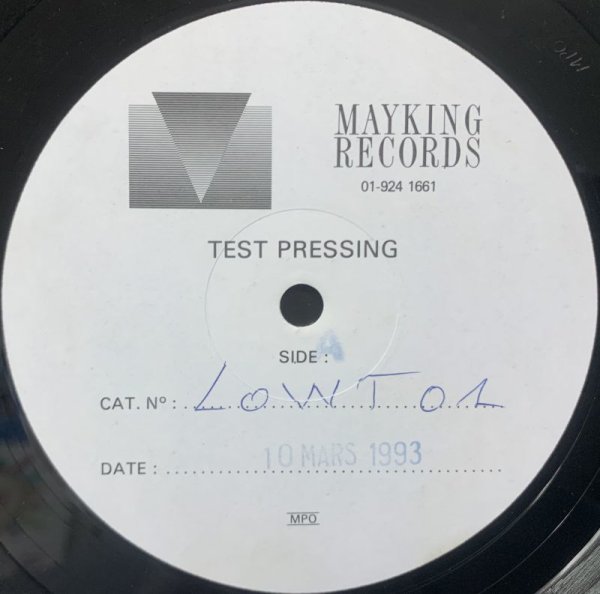 MAYKING
RECORDS
01-924 1661
TEST PRESSING
SIDE : A
CAT. Nº : LOWT01
DATE : 10 MARS 1993
MPO